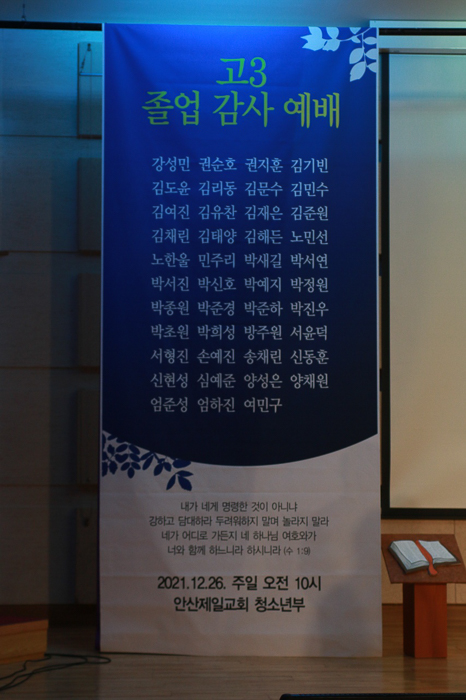 고3
졸업 감사 예배
강성민 권순호 권지훈 김기빈
김도윤 김리동 김문수 김민수
김여진 김유찬 김재은 김준원
김채린 김태양 김해든 노민선
노한울 민주리 박새길 박서연
박서진 박신호 박예지 박정원
박종원 박준경 박준하 박진우
박초원 박희성 방주원 서윤덕
서형진 손예진 송채린 신동훈
신현성 심예준 양성은 양채원
엄준성 엄하진 여민구
내가 네게 명령한 것이 아니냐
강하고 담대하라 두려워하지 말며 놀라지 말라
네가 어디로 가든지 네 하나님 여호와가
너와 함께 하느니라 하시니라 (수 1:9)
2021.12.26. 주일 오전 10시
안산제일교회 청소년부